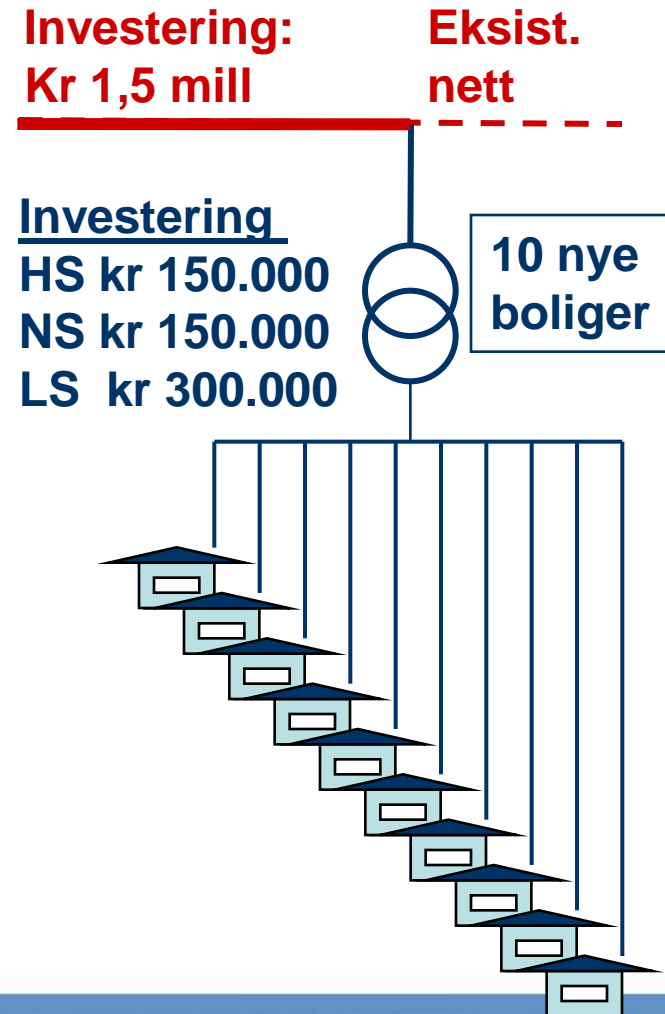 Investering:
Kr 1,5 mill
Eksist.
nett
Investering
HS kr 150.000
NS kr 150.000
LS kr 300.000
10 nye
boliger